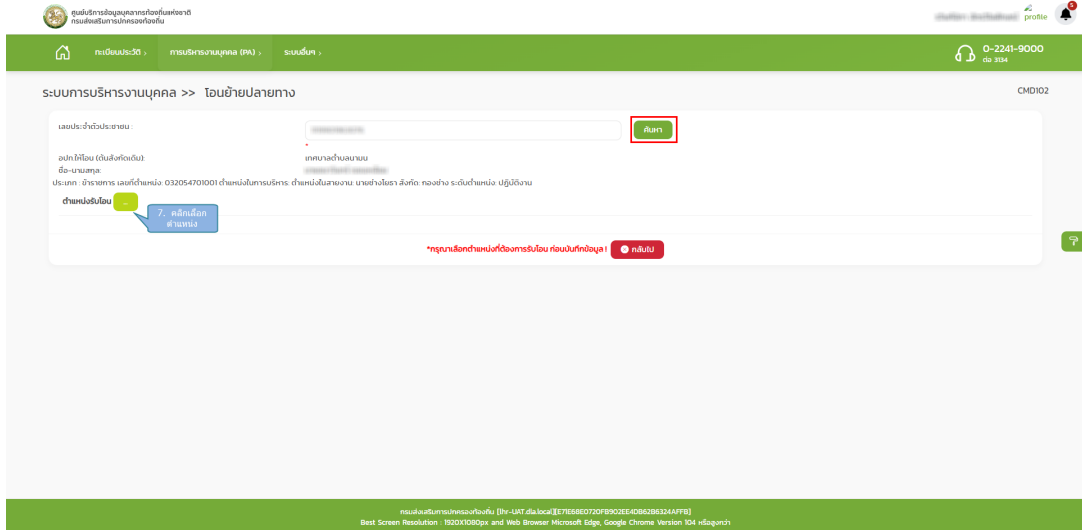 ศูนย์บริการข้อมูลบุคลากรท้องถิ่นแห่งชาติ
กรมส่งเสริมการปกครองท้องถิ่น
profile
5
ทะเบียนประวัติ >
การบริหารงานบุคคล (PA) >
ระบบอื่นๆ >
0-2241-9000
ต่อ 3134
ระบบการบริหารงานบุคคล >> โอนย้ายปลายทาง
CMD102
เลขประจำตัวประชาชน :
ค้นหา
*
อปท.ให้โอน (ต้นสังกัดเดิม):
เทศบาลตำบลนามน
ชื่อ-นามสกุล:
ประเภท : ข้าราชการ เลขที่ตำแหน่ง: 032054701001 ตำแหน่งในการบริหาร: ตำแหน่งในสายงาน: นายช่างโยธา สังกัด: กองช่าง ระดับตำแหน่ง: ปฏิบัติงาน
ตำแหน่งรับโอน
...
7. คลิกเลือก
ตำแหน่ง
*กรุณาเลือกตำแหน่งที่ต้องการรับโอน ก่อนบันทึกข้อมูล !
กลับไป
กรมส่งเสริมการปกครองท้องถิ่น [lhr-UAT.dla.local][E71E68E0720FB902EE4DB62B6324AFFB]
Best Screen Resolution : 1920X1080px and Web Browser Microsoft Edge, Google Chrome Version 104 หรือสูงกว่า